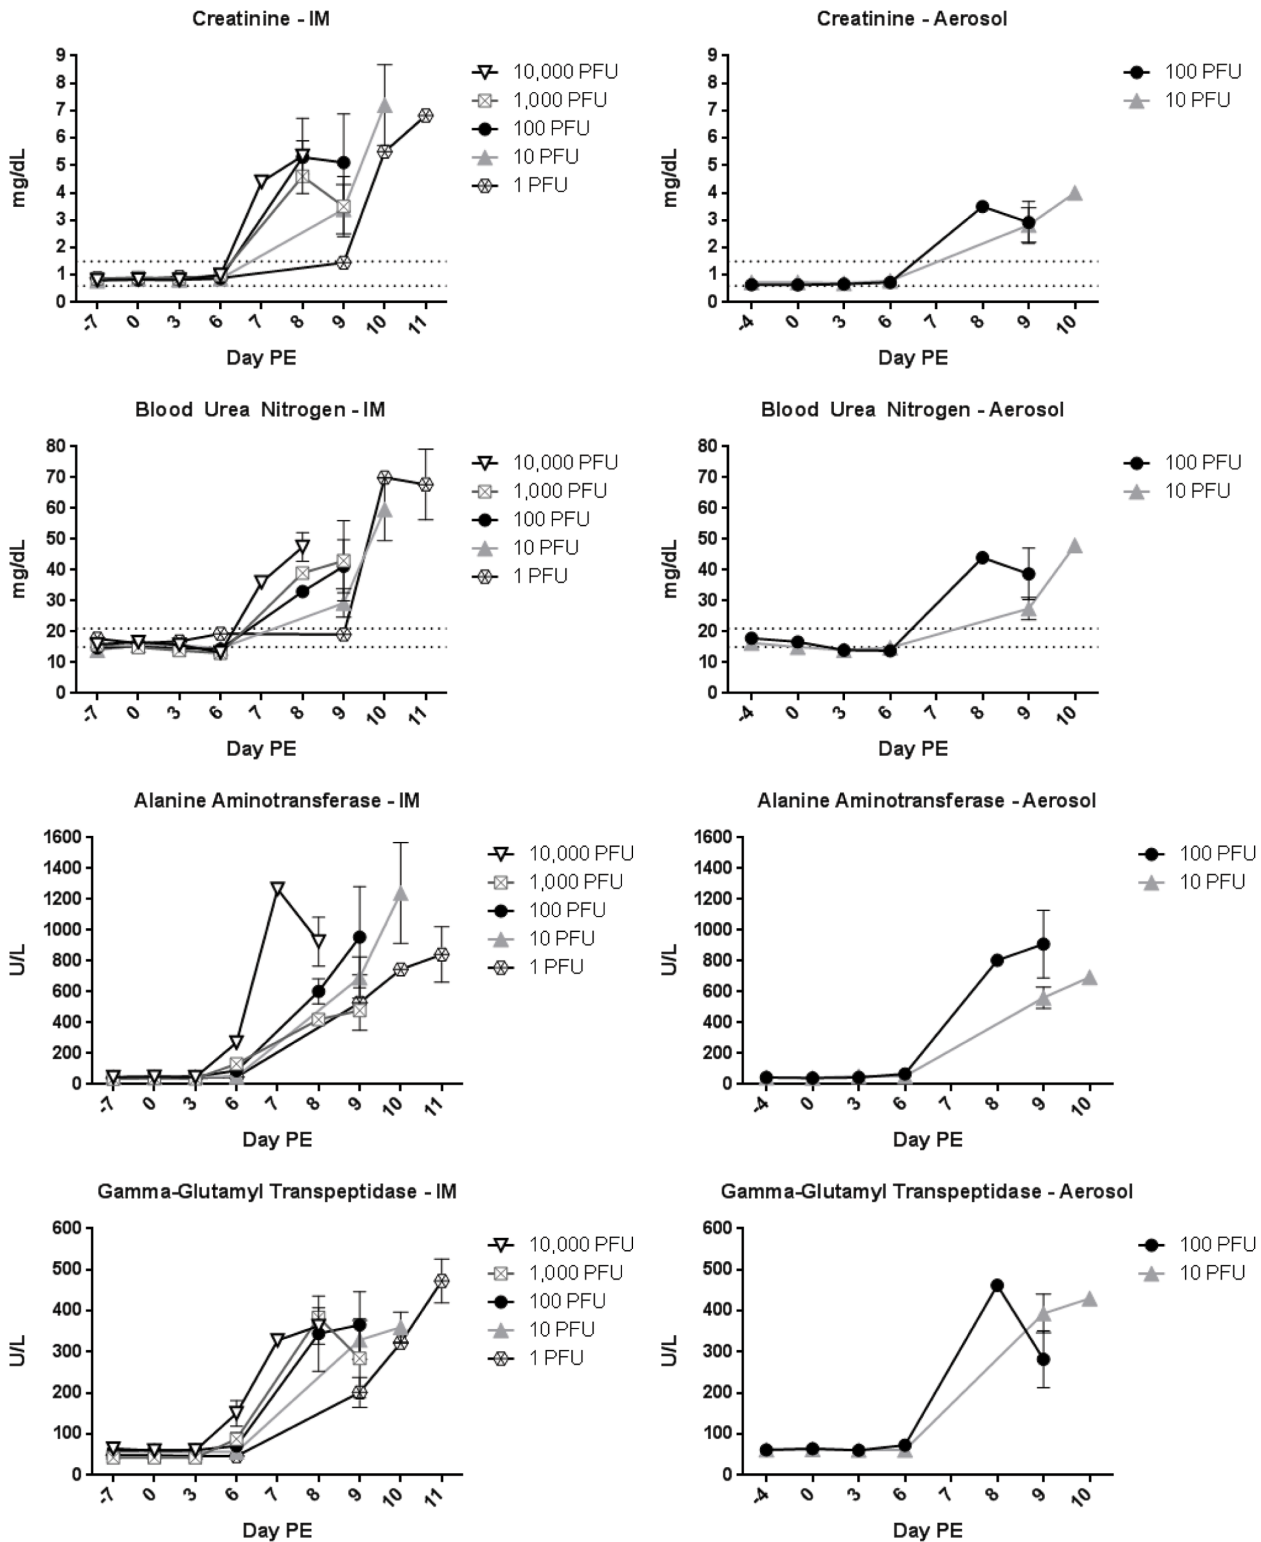 Creatinine - IM
9
8
7
6
5
4
3
2
1
0
mg/dL
-7 0 3 6 7 8 9 10 11
Day PE
10,000 PFU
1,000 PFU
100 PFU
10 PFU
1 PFU
Creatinine - Aerosol
9
8
7
6
5
4
3
2
1
0
mg/dL
-4 0 3 6 7 8 9 10
Day PE
100 PFU
10 PFU
Blood Urea Nitrogen - IM
80
70
60
50
40
30
20
10
0
mg/dL
-7 0 3 6 7 8 9 10 11
Day PE
10,000 PFU
1,000 PFU
100 PFU
10 PFU
1 PFU
Blood Urea Nitrogen - Aerosol
80
70
60
50
40
30
20
10
0
mg/dL
-4 0 3 6 7 8 9 10
Day PE
100 PFU
10 PFU
Alanine Aminotransferase - IM
1600
1400
1200
1000
800
600
400
200
0
U/L
-7 0 3 6 7 8 9 10 11
Day PE
10,000 PFU
1,000 PFU
100 PFU
10 PFU
1 PFU
Alanine Aminotransferase - Aerosol
1600
1400
1200
1000
800
600
400
200
0
U/L
-4 0 3 6 7 8 9 10
Day PE
100 PFU
10 PFU
Gamma-Glutamyl Transpeptidase - IM
600
500
400
300
200
100
0
U/L
-7 0 3 6 7 8 9 10 11
Day PE
10,000 PFU
1,000 PFU
100 PFU
10 PFU
1 PFU
Gamma-Glutamyl Transpeptidase - Aerosol
600
500
400
300
200
100
0
U/L
-4 0 3 6 7 8 9 10
Day PE
100 PFU
10 PFU